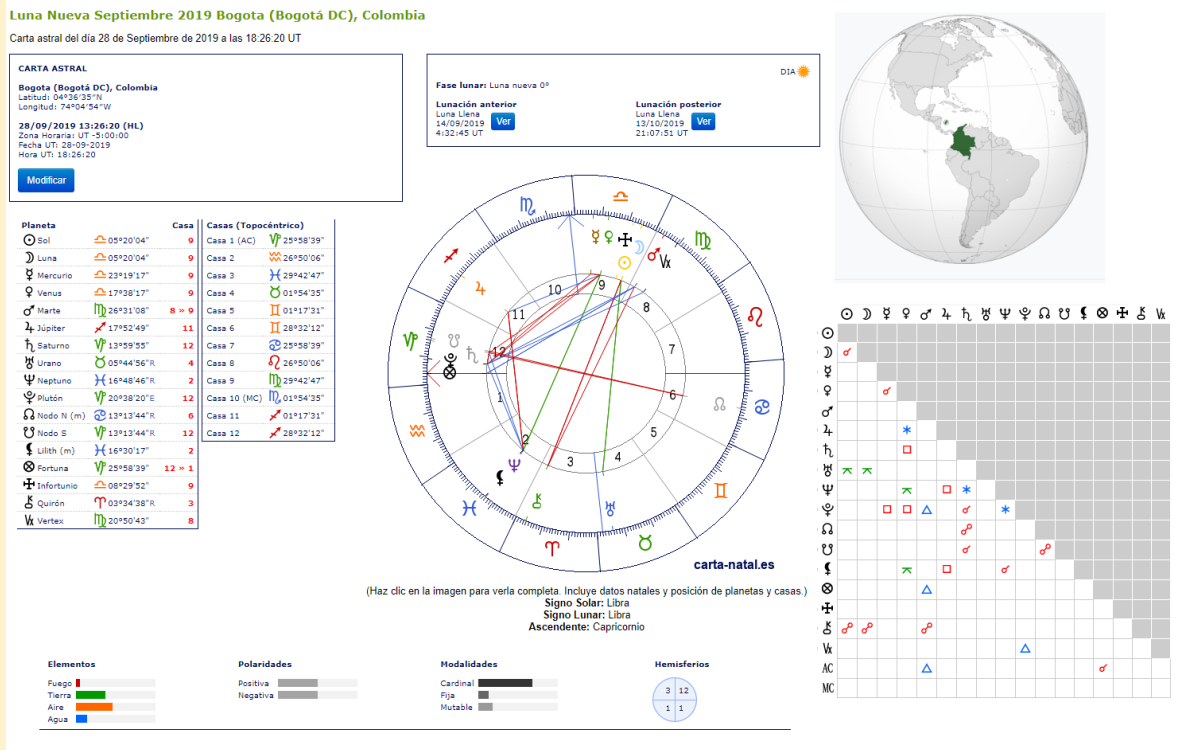 Luna Nueva Septiembre 2019 Bogota (Bogotá DC), Colombia
Carta astral del día 28 de Septiembre de 2019 a las 18:26:20 UT
CARTA ASTRAL
Bogota (Bogotá DC), Colombia
Latitud: 04°36'35"N
Longitud: 74°04'54"W
28/09/2019 13:26:20 (HL)
Zona Horaria: UT -5:00:00
Fecha UT: 28-09-2019
Hora UT: 18:26:20
Modificar
DIA
Fase lunar: Luna nueva 0°
Lunación anterior
Luna Llena
14/09/2019
4:32:45 UT
Ver
Lunación posterior
Luna Llena
13/10/2019
21:07:51 UT
Ver
Planeta Casa
☉ Sol ♎ 05°20'04" 9
☽ Luna ♎ 05°20'04" 9
☿ Mercurio ♎ 23°19'17" 9
♀ Venus ♎ 17°38'17" 9
♂ Marte ♍ 26°31'08" 8 » 9
♃ Júpiter ♐ 17°52'49" 11
♄ Saturno ♑ 13°59'55" 12
♅ Urano ♉ 05°44'56"R 4
♆ Neptuno ♓ 16°48'46"R 2
Plutón ♑ 20°38'20"E 12
☊ Nodo N (m) ♋ 13°13'44"R 6
☋ Nodo S ♑ 13°13'44"R 12
⚸ Lilith (m) ♓ 16°30'17" 2
⊗ Fortuna ♑ 25°58'39" 12 » 1
Infortunio ♎ 08°29'52" 9
⚷ Quirón ♈ 03°34'38"R 3
Vx Vertex ♍ 20°50'43" 8
Casas (Topocéntrico)
Casa 1 (AC) ♑ 25°58'39"
Casa 2 ♒ 26°50'06"
Casa 3 ♓ 29°42'47"
Casa 4 ♉ 01°54'35"
Casa 5 ♊ 01°17'31"
Casa 6 ♊ 28°32'12"
Casa 7 ♋ 25°58'39"
Casa 8 ♌ 26°50'06"
Casa 9 ♍ 29°42'47"
Casa 10 (MC) ♏ 01°54'35"
Casa 11 ♐ 01°17'31"
Casa 12 ♐ 28°32'12"
Vx
10
9
11
8
12
7
1
6
2
5
3
4
carta-natal.es
(Haz clic en la imagen para verla completa. Incluye datos natales y posición de planetas y casas.)
Signo Solar: Libra
Signo Lunar: Libra
Ascendente: Capricornio
Vx
Vx
AC
MC
Elementos
Fuego
Tierra
Aire
Agua
Polaridades
Positiva
Negativa
Modalidades
Cardinal
Fija
Mutable
Hemisferios
3 12
1 1